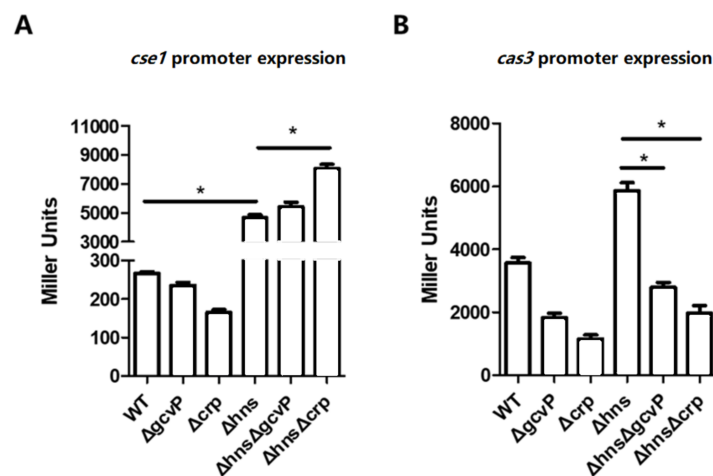 A
cse1 promoter expression
Miller Units
11000
9000
7000
5000
3000
300
200
100
0
*
*
WT
ΔgcvP
Δcrp
Δhns
ΔhnsΔgcvP
ΔhnsΔcrp
B
cas3 promoter expression
Miller Units
8000
6000
4000
2000
0
*
*
WT
ΔgcvP
Δcrp
Δhns
ΔhnsΔgcvP
ΔhnsΔcrp